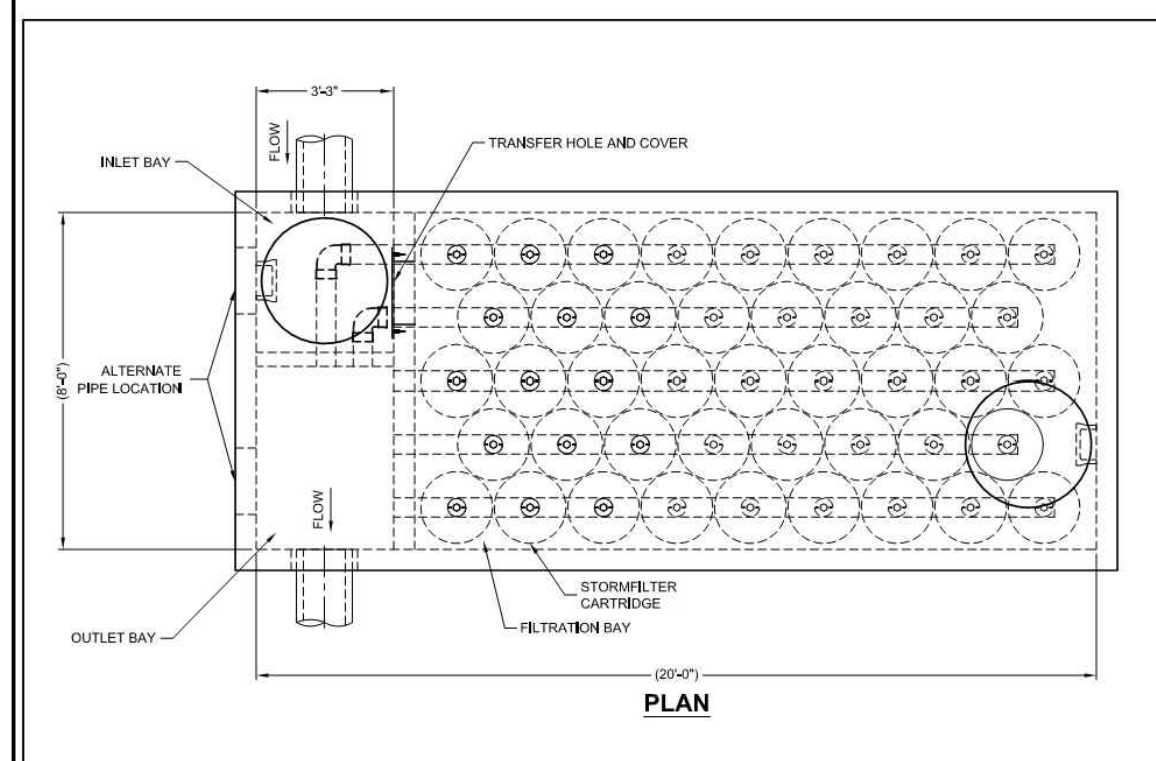 3'-3"
FLOW
TRANSFER HOLE AND COVER
INLET BAY
ALTERNATE
PIPE LOCATION
(8'-0")
FLOW
STORMFILTER
CARTRIDGE
FILTRATION BAY
OUTLET BAY
(20'-0")
PLAN